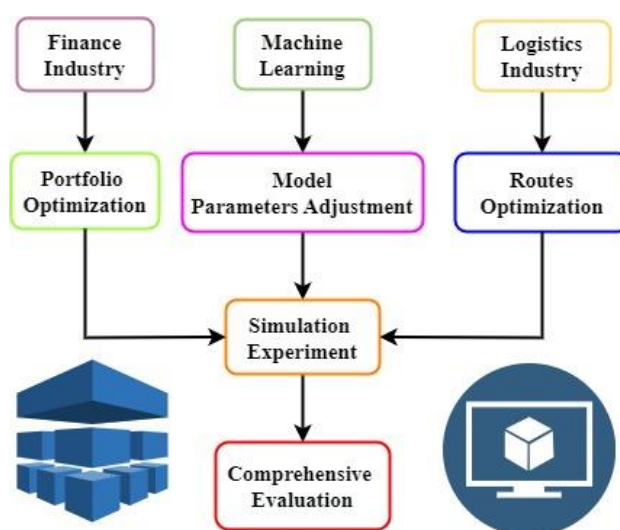 Finance
Industry
Machine
Learning
Logistics
Industry
Portfolio
Optimization
Model
Parameters Adjustment
Routes
Optimization
Simulation
Experiment
Comprehensive
Evaluation